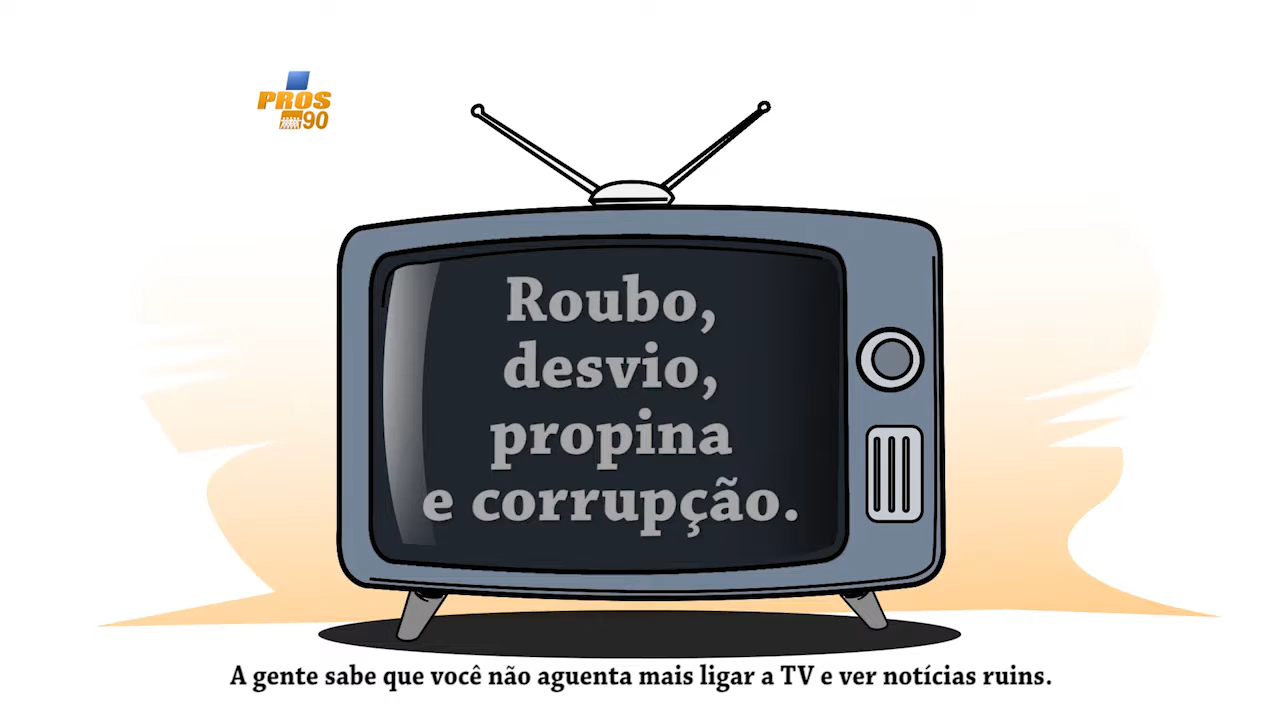 PROS
90
Roubo,
desvio,
propina
e corrupção.
A gente sabe que você não aguenta mais ligar a TV e ver notícias ruins.